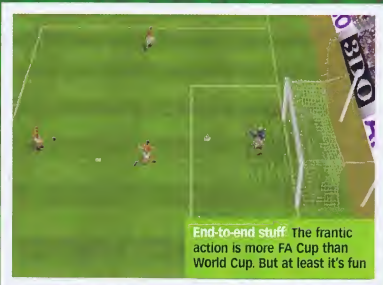 BDO
End-to-end stuff The frantic
action is more FA Cup than
World Cup. But at least it's fun